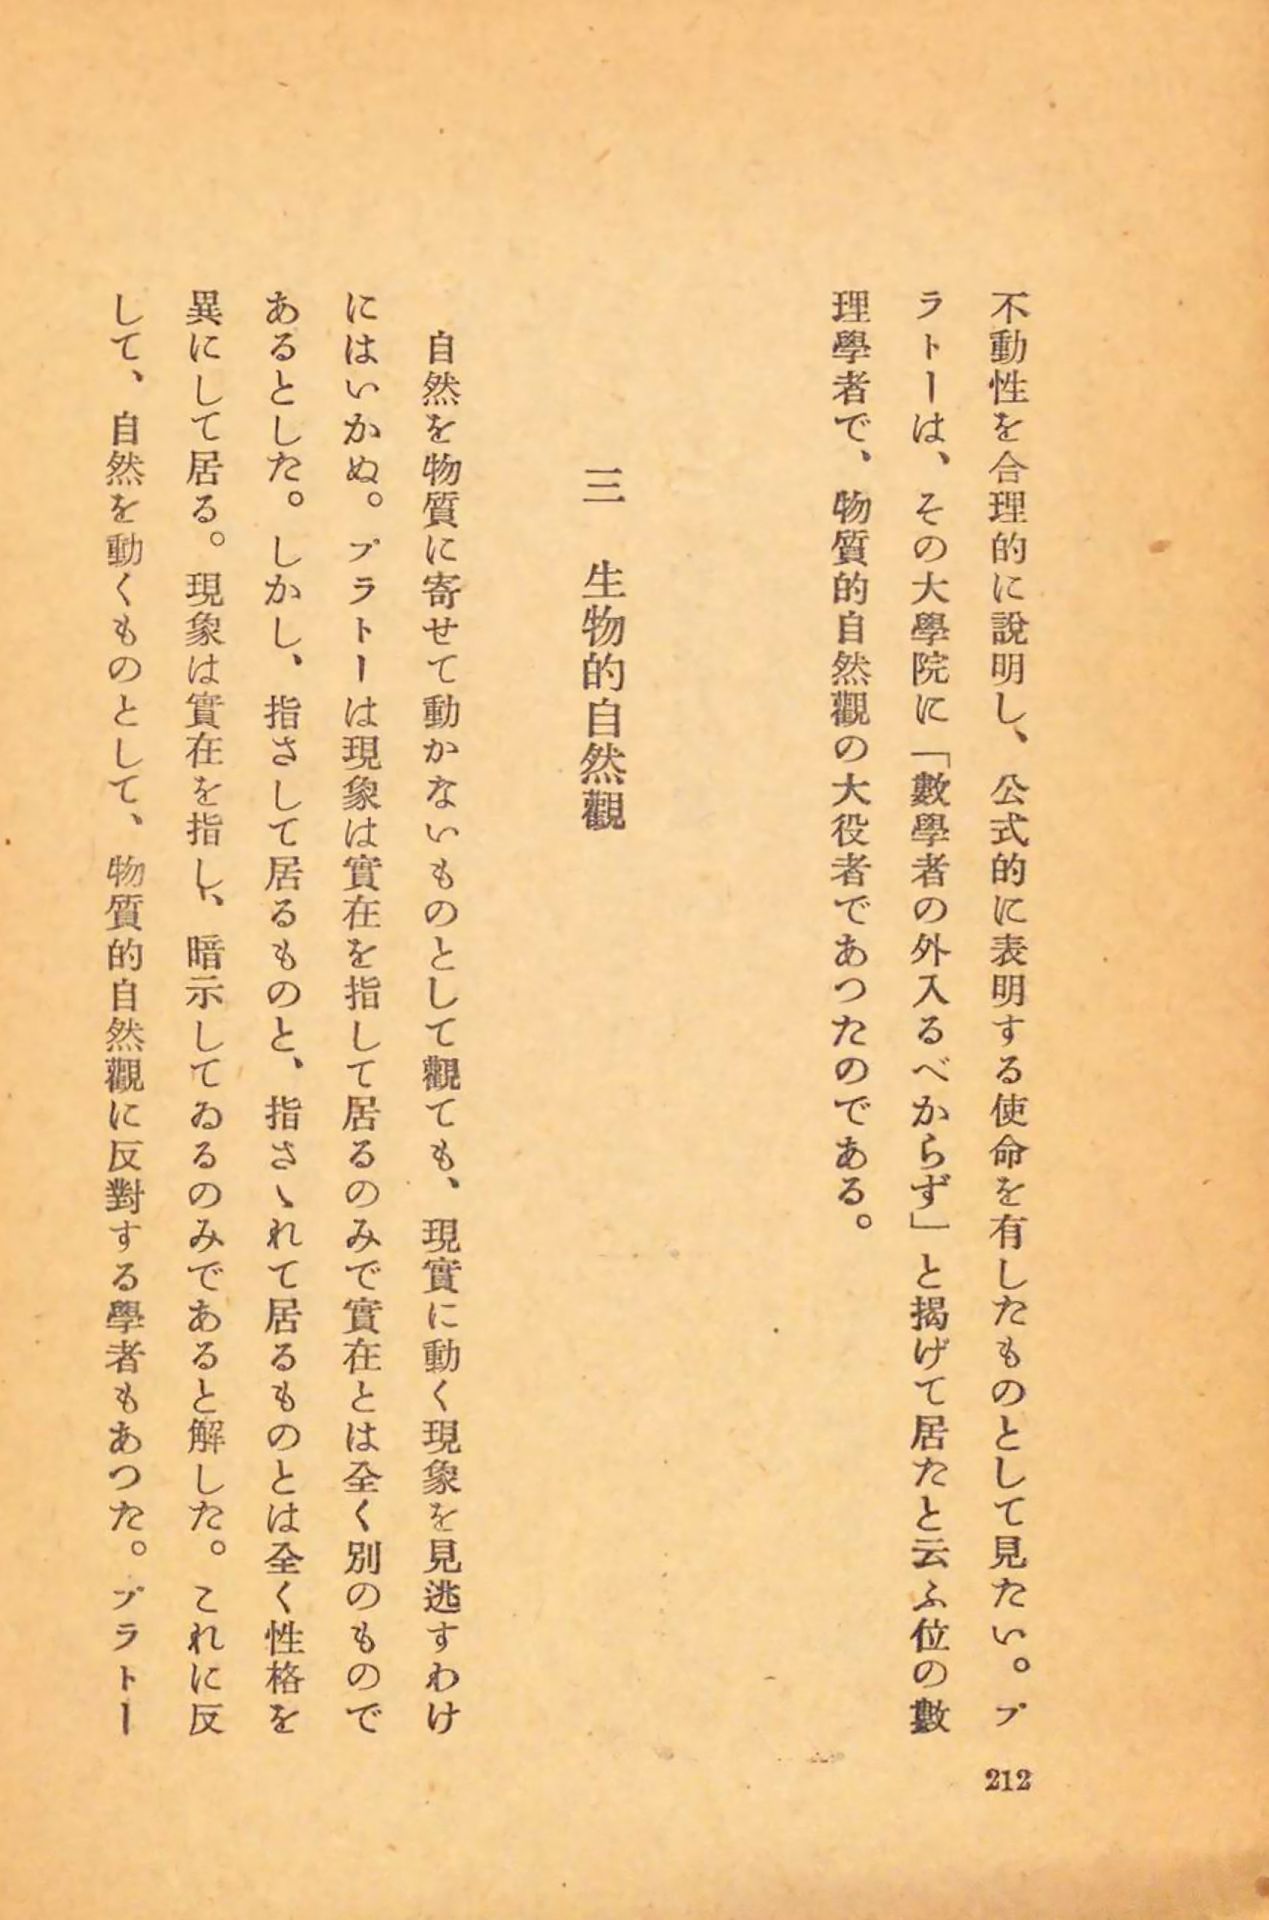 不動性を合理的に說明し、公式的に表明する使命を有したものとして見たい。プ
ラトーは、その大學院に「數學者の外入るべからず」と揭げて居たと云ふ位の數
理學者で、物質的自然觀の大役者であつたのである。
三　生物的自然觀
自然を物質に寄せて動かないものとして觀ても、現實に動く現象を見逃すわけ
にはいかぬ。プラトーは現象は實在を指して居るのみで實在とは全く別のもので
あるとした。しかし、指さして居るものと、指さゝれて居るものとは全く性格を
異にして居る。現象は實在を指し、暗示してゐるのみであると解した。これに反
して、自然を動くものとして、物質的自然觀に反對する學者もあつた。プラトー
212